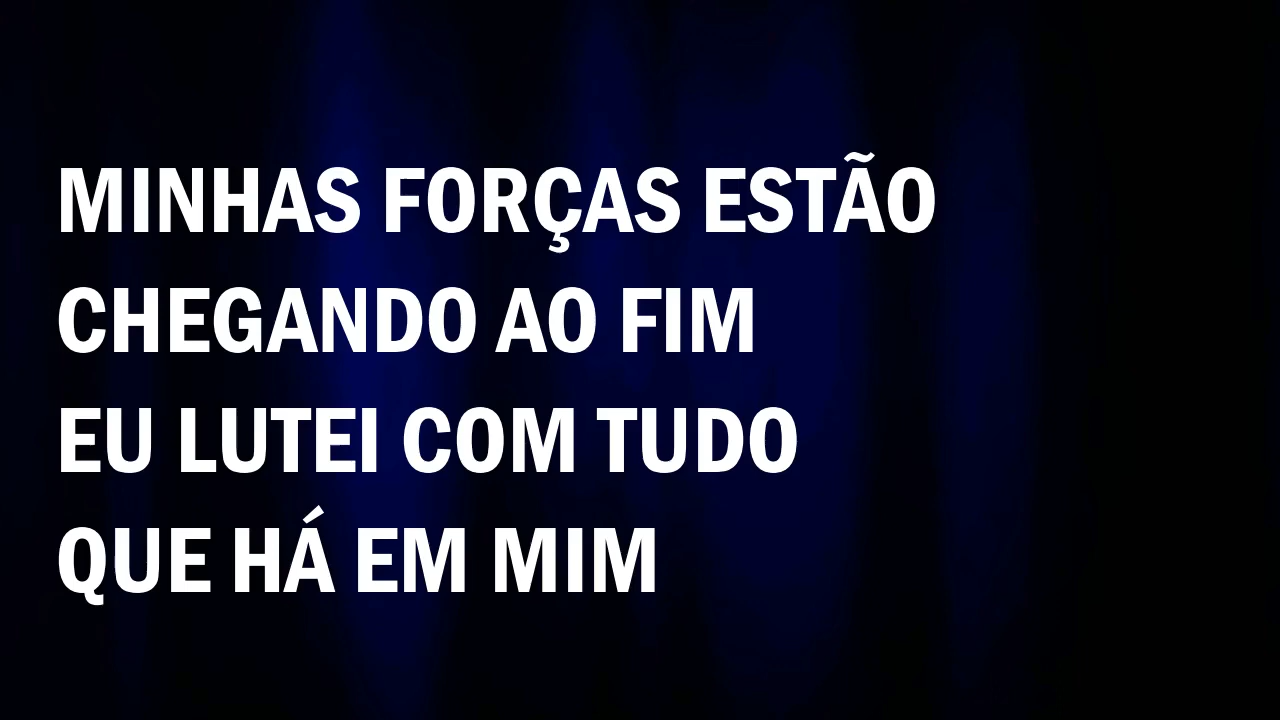 MINHAS FORÇAS ESTÃO
CHEGANDO AO FIM
EU LUTEI COM TUDO
QUE HÁ EM MIM